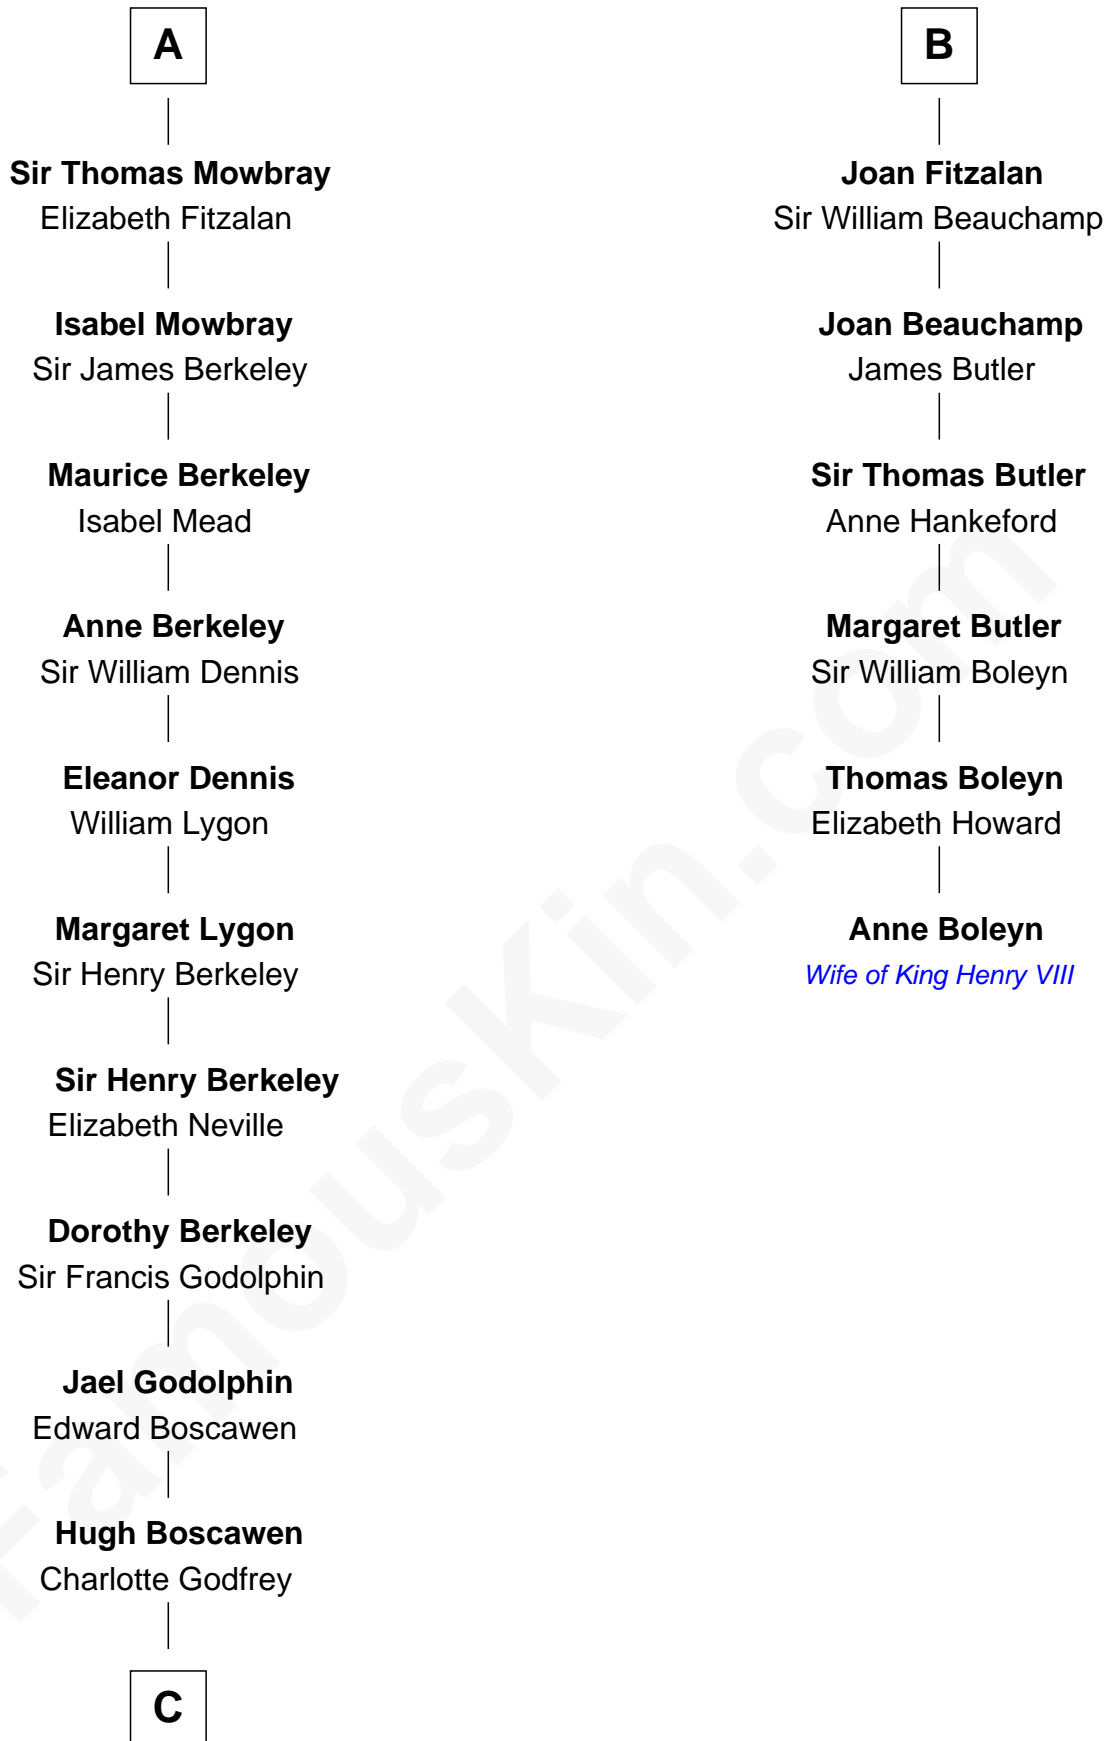 A
Sir Thomas Mowbray
Elizabeth Fitzalan
Isabel Mowbray
Sir James Berkeley
Maurice Berkeley
Isabel Mead
Anne Berkeley
Sir William Dennis
Eleanor Dennis
William Lygon
Margaret Lygon
Sir Henry Berkeley
Sir Henry Berkeley
Elizabeth Neville
Dorothy Berkeley
Sir Francis Godolphin
Jael Godolphin
Edward Boscawen
Hugh Boscawen
Charlotte Godfrey
C
B
Joan Fitzalan
Sir William Beauchamp
Joan Beauchamp
James Butler
Sir Thomas Butler
Anne Hankeford
Margaret Butler
Sir William Boleyn
Thomas Boleyn
Elizabeth Howard
Anne Boleyn
Wife of King Henry VIII
FamousKin.com